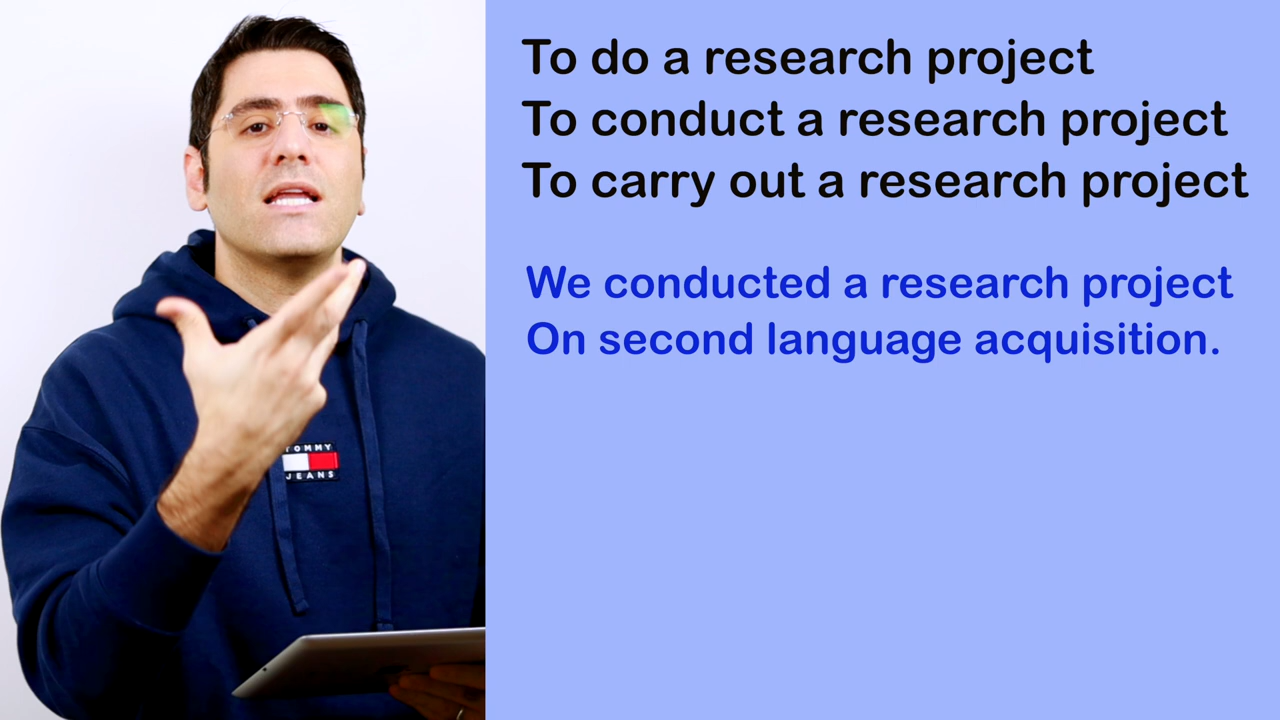 To do a research project
To conduct a research project
To carry out a research project
We conducted a research project
On second language acquisition.
TOMMY
JEANS